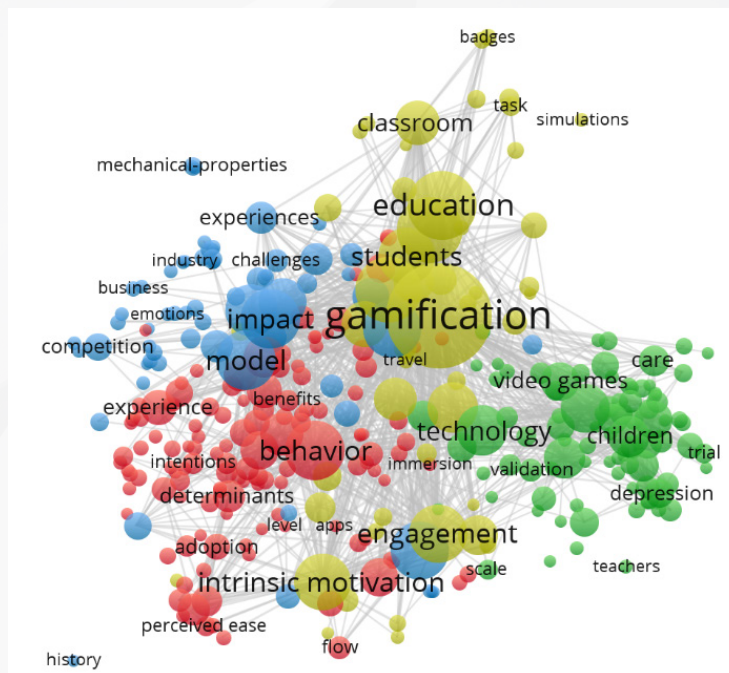 badges
task
classroom
simulations
mechanical-properties
education
experiences
students
industry
challenges
business
gamification
emotions
impact
competition
model
travel
video games
care
benefits
experience
technology
children
behavior
trial
intentions
immersion
validation
determinants
depression
level
apps
engagement
adoption
scale
teachers
intrinsic motivation
perceived ease
flow
history